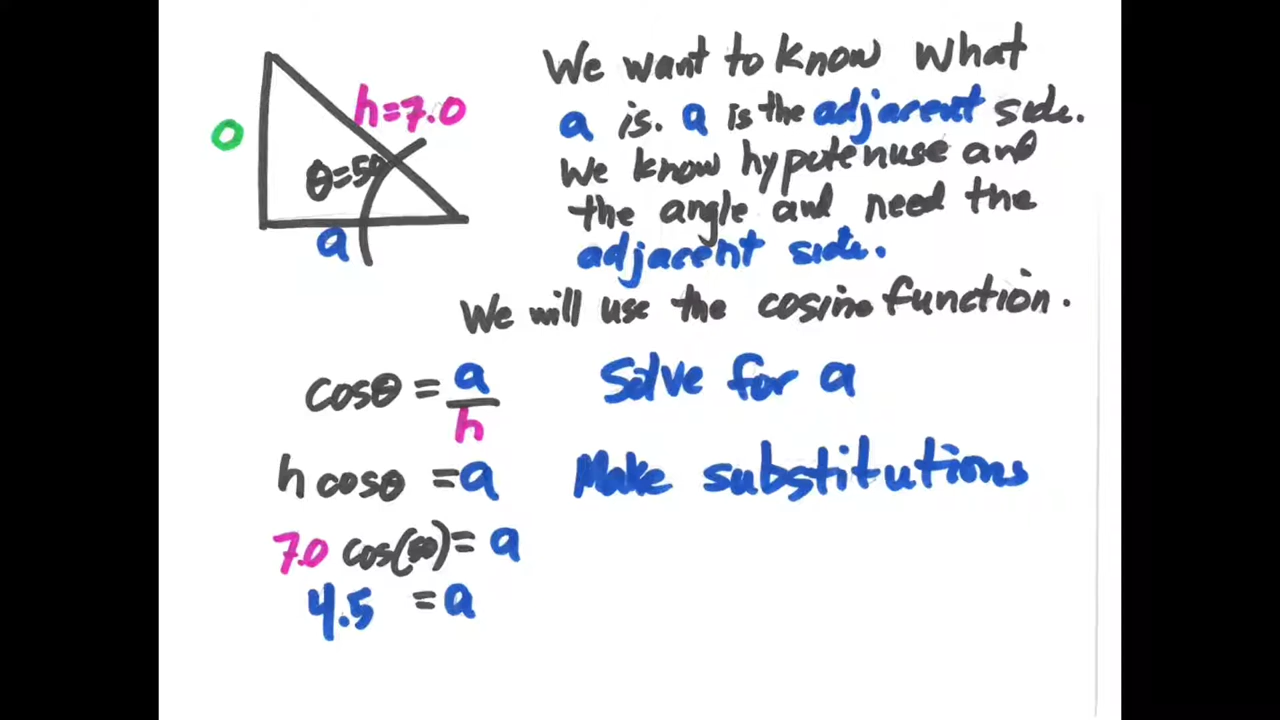 h=7.0
o
θ=50
a
We want to know what
a is. a is the adjacent side.
We know hypotenuse and
the angle and need the
adjacent side.
We will use the cosine function.
cosθ = a/h Solve for a
h cosθ = a Make substitutions
7.0 cos(50) = a
4.5 = a